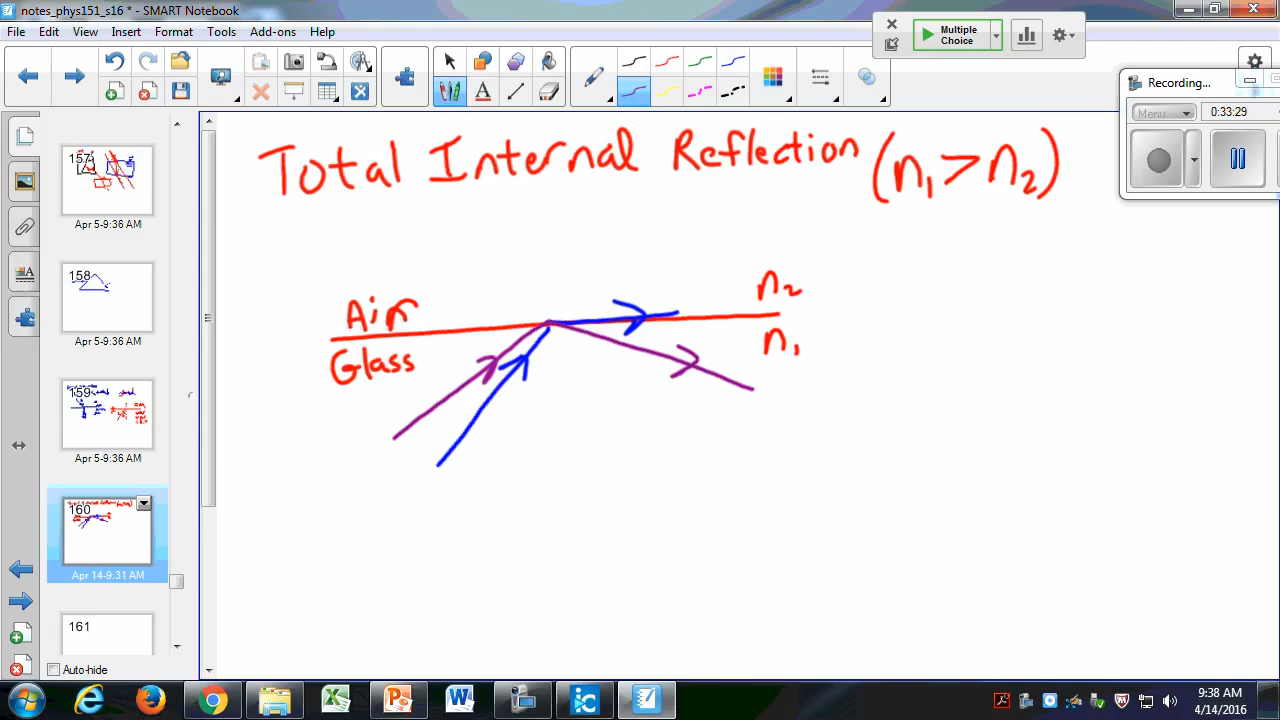 notes_phys151_s16 * - SMART Notebook
File Edit View Insert Format Tools Add-ons Help
Multiple Choice
Recording...
Menu
00:33:29
157
Apr 5-9:36 AM
158
Apr 5-9:36 AM
159
Apr 5-9:36 AM
160
Apr 14-9:31 AM
161
Auto-hide
Total Internal Reflection (n₁>n₂)
Air
n₂
Glass
n₁
9:38 AM
4/14/2016